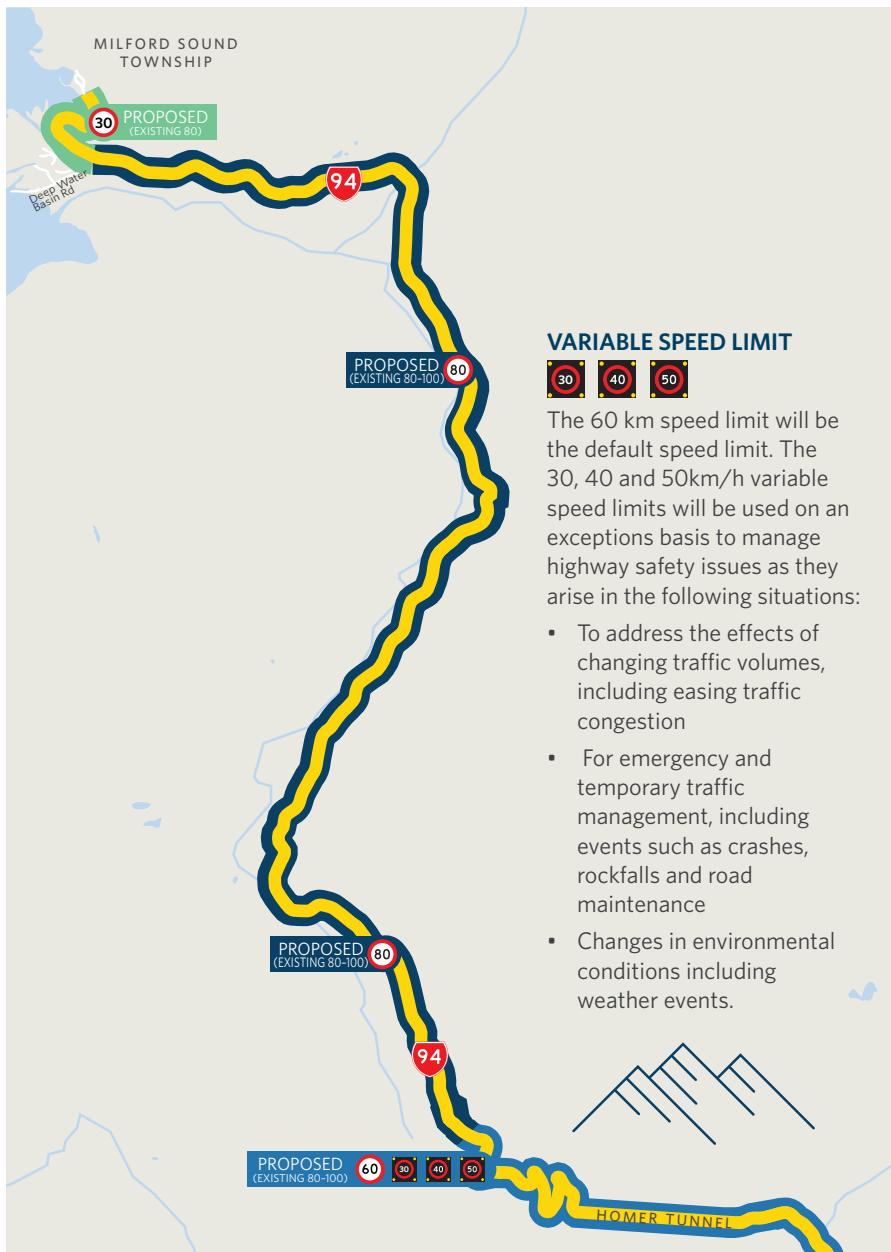 MILFORD SOUND
TOWNSHIP
30 PROPOSED
(EXISTING 80)
Deep Water
Basin Rd
94
PROPOSED
(EXISTING 80-100)
80
VARIABLE SPEED LIMIT
30 40 50
The 60 km speed limit will be
the default speed limit. The
30, 40 and 50km/h variable
speed limits will be used on an
exceptions basis to manage
highway safety issues as they
arise in the following situations:
• To address the effects of
changing traffic volumes,
including easing traffic
congestion
• For emergency and
temporary traffic
management, including
events such as crashes,
rockfalls and road
maintenance
• Changes in environmental
conditions including
weather events.
PROPOSED
(EXISTING 80-100)
80
94
PROPOSED
(EXISTING 80-100)
60 30 40 50
HOMER TUNNEL